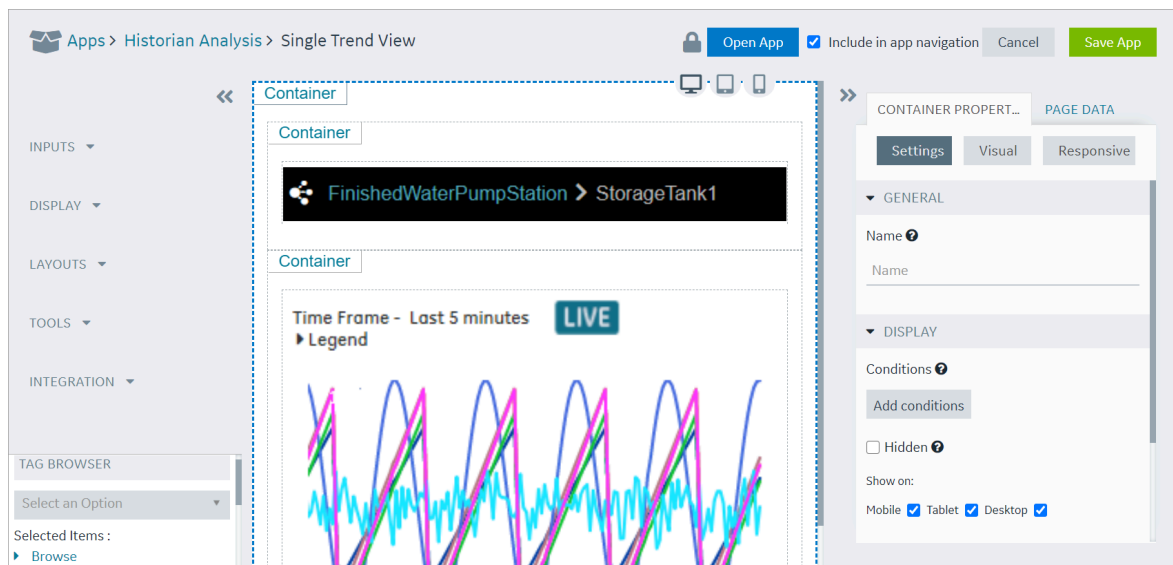 Apps > Historian Analysis > Single Trend View
Open App
Include in app navigation
Cancel
Save App
INPUTS
DISPLAY
LAYOUTS
TOOLS
INTEGRATION
TAG BROWSER
Select an Option
Selected Items :
Browse
Container
Container
FinishedWaterPumpStation > StorageTank1
Container
Time Frame - Last 5 minutes LIVE
Legend
CONTAINER PROPERT...
PAGE DATA
Settings
Visual
Responsive
GENERAL
Name
Name
DISPLAY
Conditions
Add conditions
Hidden
Show on:
Mobile Tablet Desktop